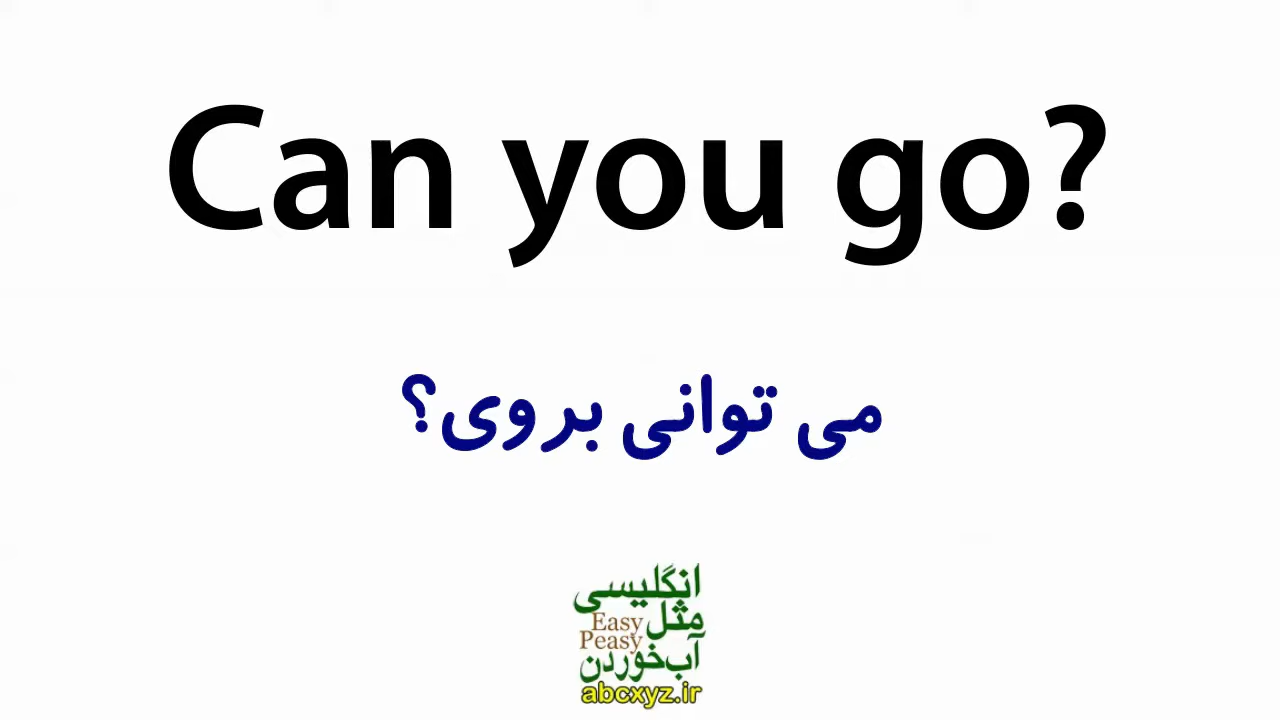 Can you go?
می توانی بروی؟
انگلیسی
مثل
Easy
Peasy
آب‌خوردن
abcxyz.ir